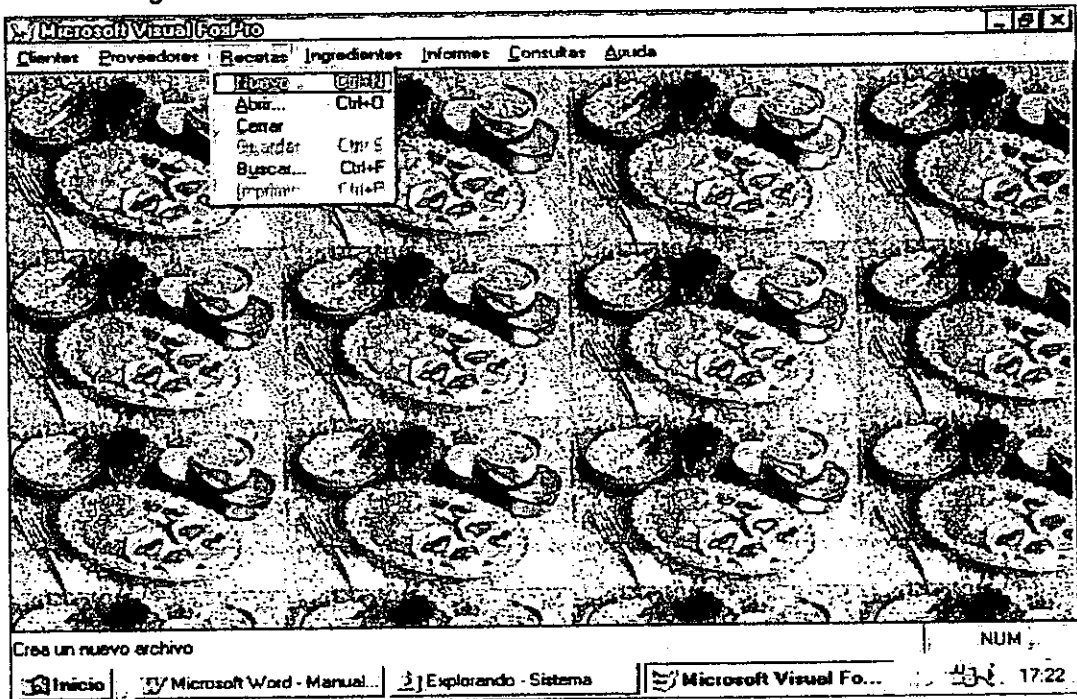 Microsoft Visual FoxPro
Clientes Proveedores Recetas Ingredientes Informes Consultas Ayuda
Nuevo Ctrl+N
Abrir... Ctrl+O
Cerrar
Guardar Ctrl+S
Buscar... Ctrl+F
Imprimir Ctrl+P
Crea un nuevo archivo NUM
Inicio Microsoft Word - Manual... Explorando - Sistema Microsoft Visual Fo... 17:22